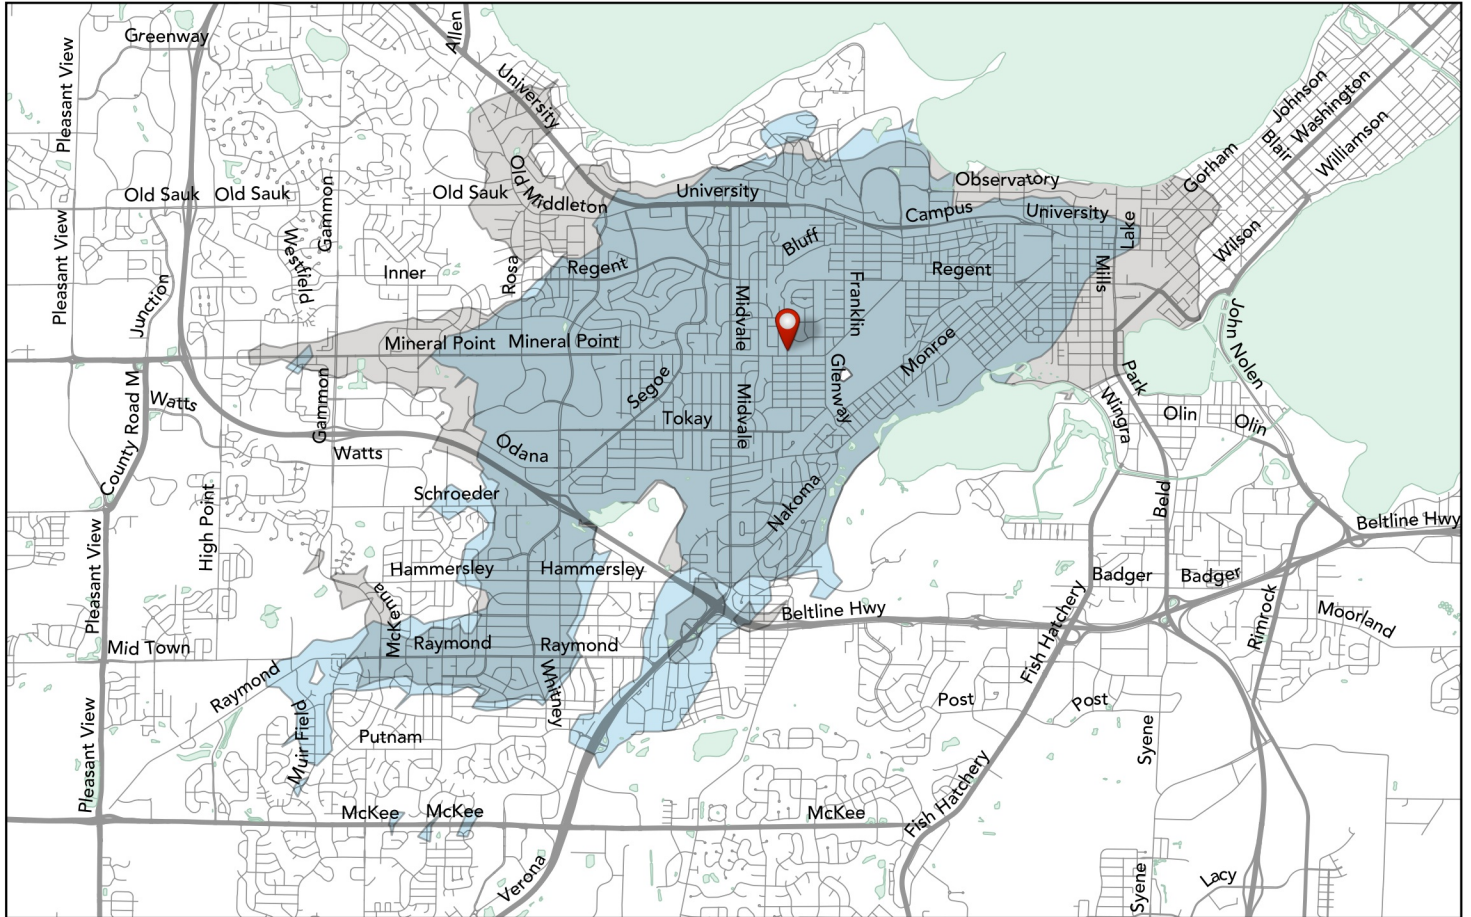 Greenway
Allen
Pleasant View
University
Johnson
Washington
Blair
Williamson
Gorham
Old Sauk
Old Sauk
Gammon
Old Sauk
Old Middleton
University
Observatory
Campus
University
Lake
Pleasant View
Westfield
Inner
Rosa
Regent
Bluff
Regent
Mills
Wilson
Junction
Midvale
Franklin
John Nolen
Mineral Point
Mineral Point
Monroe
County Road M
Watts
Gammon
Segoe
Midvale
Glenway
Park
Wingra
Olin
Olin
Tokay
Watts
Odana
Schroeder
High Point
Nakoma
Beld
Beltline Hwy
Pleasant View
Hammersley
Hammersley
Badger
Badger
McKenna
Beltline Hwy
Fish Hatchery
Rimrock
Moorland
Mid Town
Raymond
Raymond
Raymond
Whitney
Post
Post
Pleasant View
Muir Field
Putnam
Syene
McKee
McKee
McKee
Fish Hatchery
Verona
Syene
Lacy